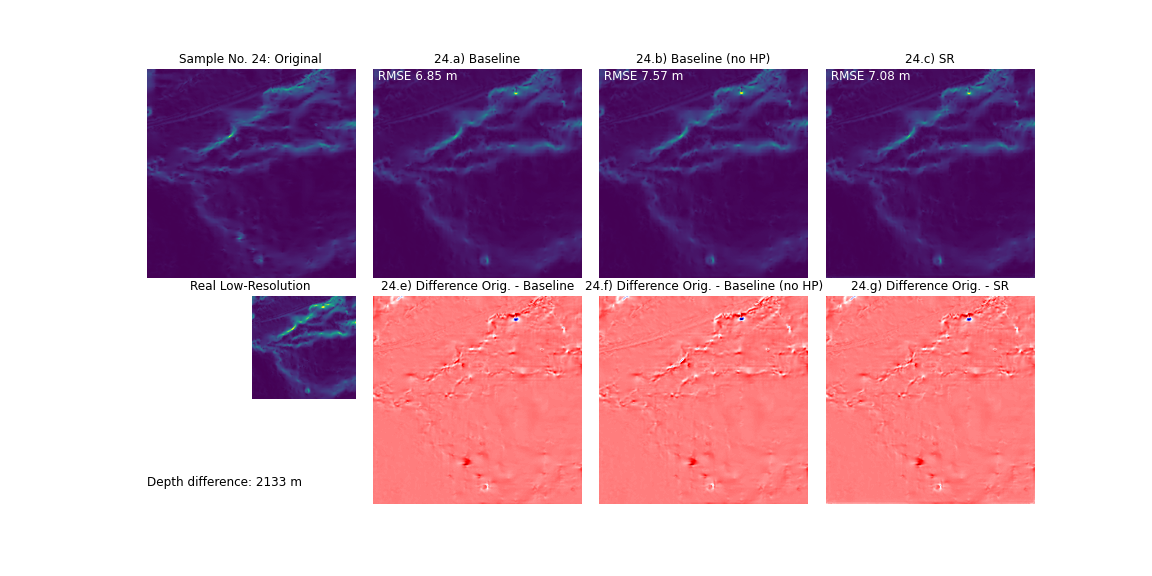 Sample No. 24: Original
24.a) Baseline
24.b) Baseline (no HP)
24.c) SR
RMSE 6.85 m
RMSE 7.57 m
RMSE 7.08 m
Real Low-Resolution
24.e) Difference Orig. - Baseline
24.f) Difference Orig. - Baseline (no HP)
24.g) Difference Orig. - SR
Depth difference: 2133 m